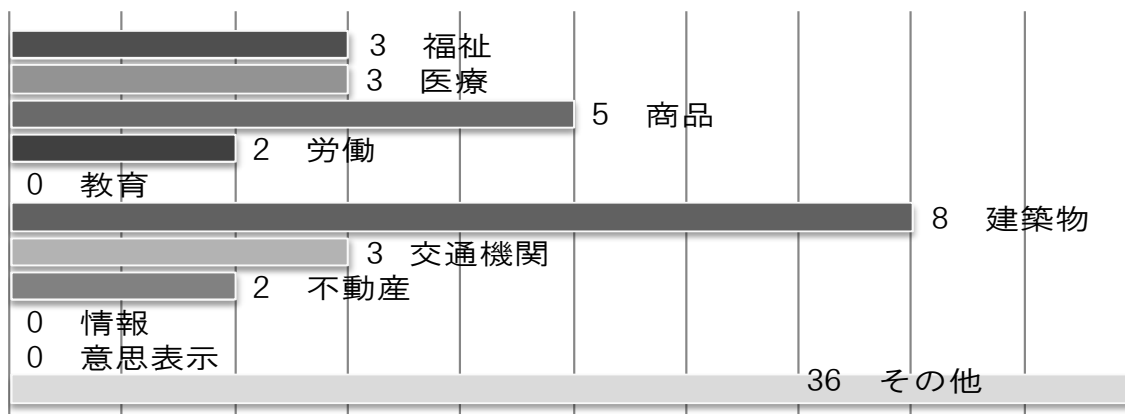 3 福祉
3 医療
5 商品
2 労働
0 教育
8 建築物
3 交通機関
2 不動産
0 情報
0 意思表示
36 その他